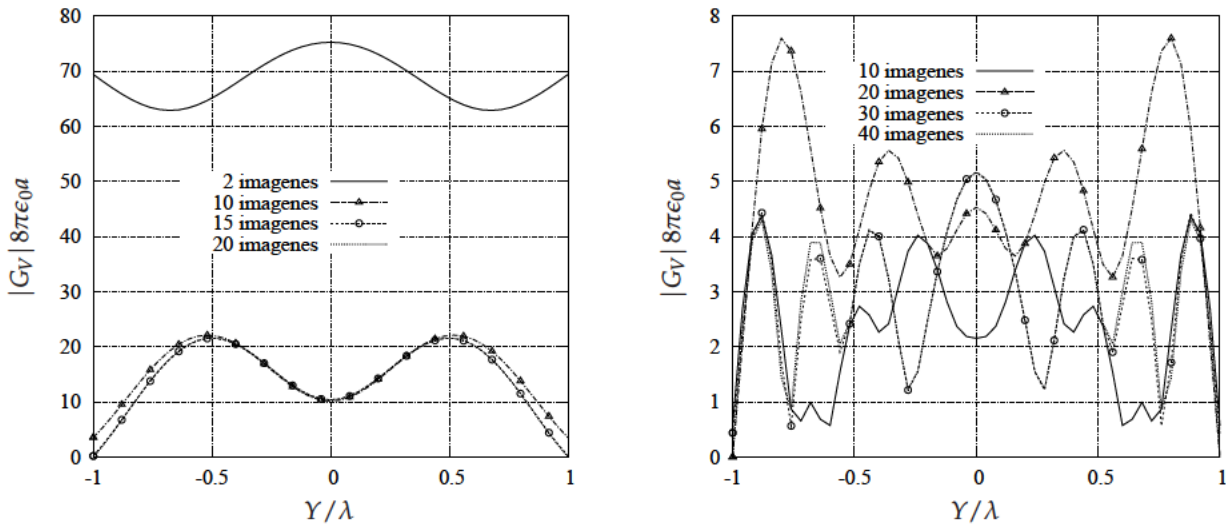 80
70
60
50
40
30
20
10
0
|G_V| 8πϵ₀a
2 imagenes
10 imagenes
15 imagenes
20 imagenes
-1 -0.5 0 0.5 1
Y/λ
8
7
6
5
4
3
2
1
0
|G_V| 8πϵ₀a
10 imagenes
20 imagenes
30 imagenes
40 imagenes
-1 -0.5 0 0.5 1
Y/λ